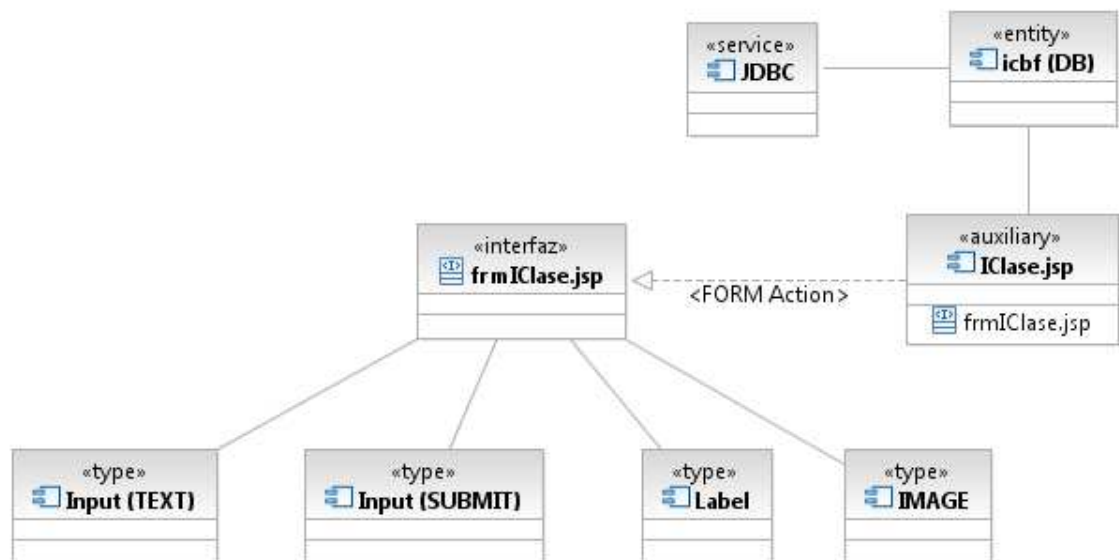 «service»
JDBC
«entity»
icbf (DB)
«interfaz»
frmIClase.jsp
<FORM Action>
«auxiliary»
IClase.jsp
frmIClase.jsp
«type»
Input (TEXT)
«type»
Input (SUBMIT)
«type»
Label
«type»
IMAGE